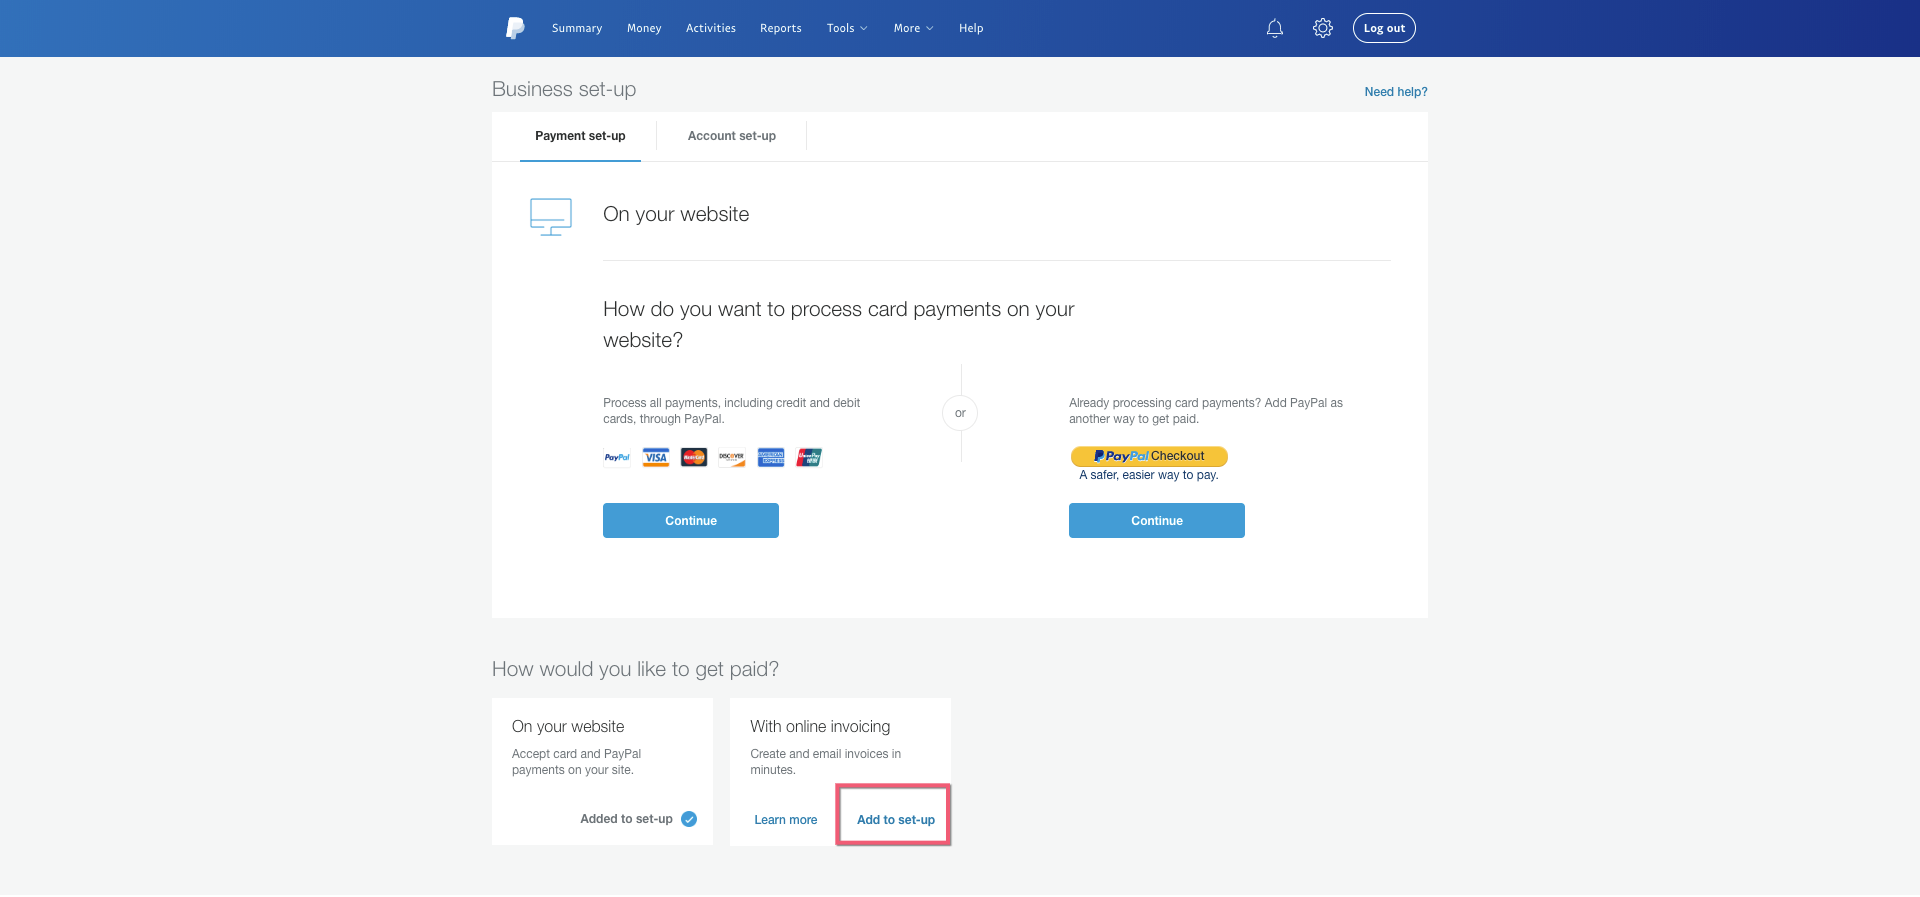 Summary Money Activities Reports Tools More Help Log out
Business set-up
Need help?
Payment set-up Account set-up
On your website
How do you want to process card payments on your
website?
Process all payments, including credit and debit
cards, through PayPal.
or
Already processing card payments? Add PayPal as
another way to get paid.
PayPal VISA MasterCard DISCOVER AMERICAN EXPRESS UnionPay
PayPal Checkout
A safer, easier way to pay.
Continue
Continue
How would you like to get paid?
On your website
Accept card and PayPal
payments on your site.
Added to set-up
With online invoicing
Create and email invoices in
minutes.
Learn more Add to set-up